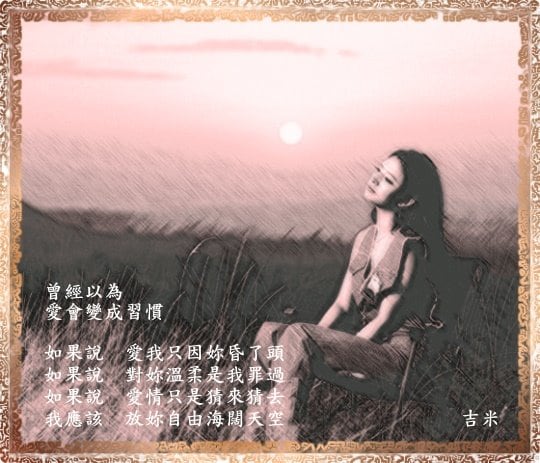 曾經以為
愛會變成習慣
如果說　愛我只因妳昏了頭
如果說　對妳溫柔是我罪過
如果說　愛情只是猜來猜去
我應該　放妳自由海闊天空
吉米